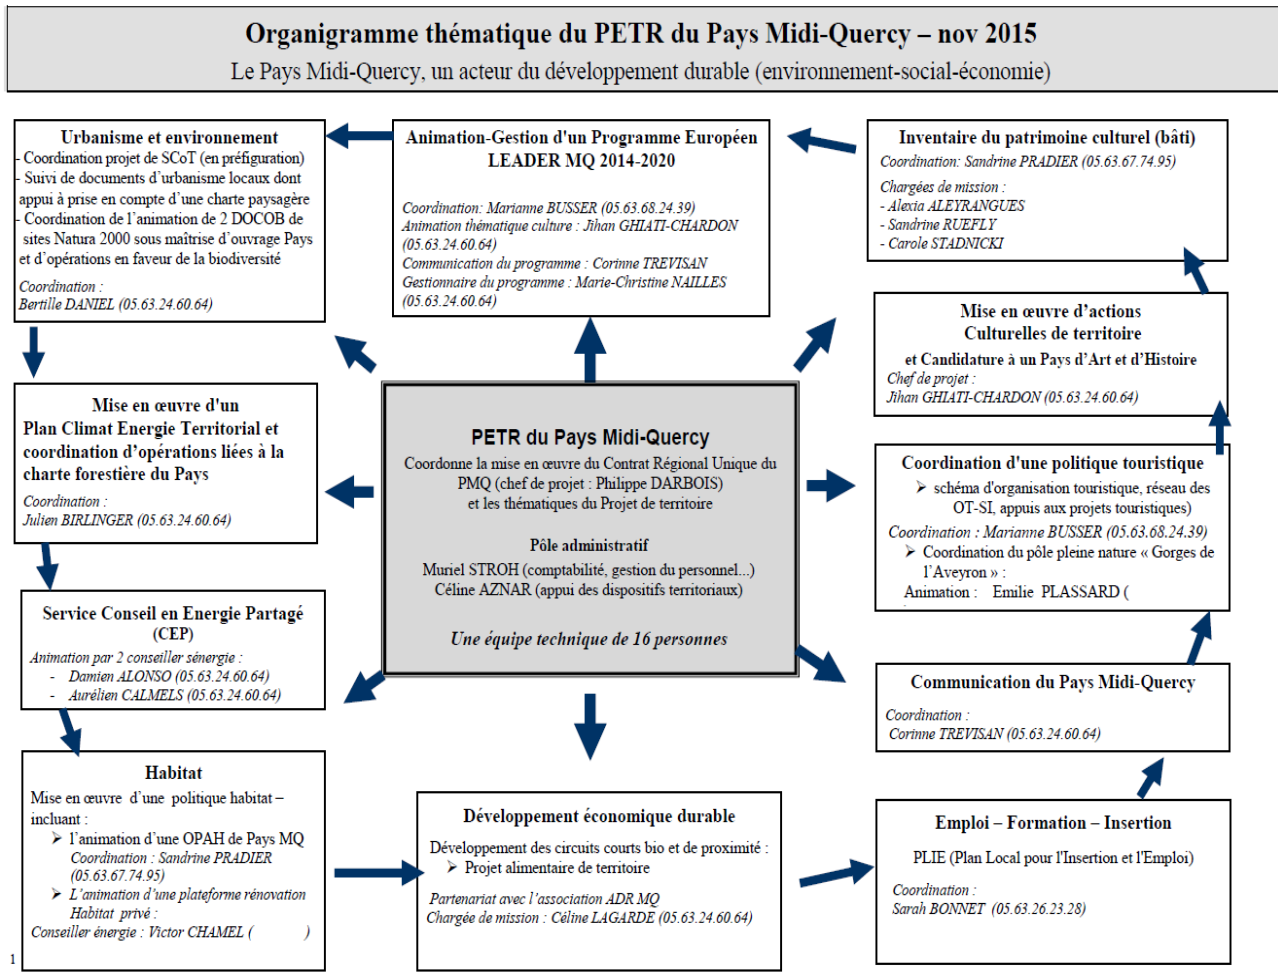 Organigramme thématique du PETR du Pays Midi-Quercy – nov 2015
Le Pays Midi-Quercy, un acteur du développement durable (environnement-social-économie)
Urbanisme et environnement
- Coordination projet de SCoT (en préfiguration)
- Suivi de documents d'urbanisme locaux dont
appui à prise en compte d'une charte paysagère
- Coordination de l'animation de 2 DOCOB de
sites Natura 2000 sous maîtrise d'ouvrage Pays
et d'opérations en faveur de la biodiversité
Coordination :
Bertille DANIEL (05.63.24.60.64)
Animation-Gestion d'un Programme Européen
LEADER MQ 2014-2020
Coordination: Marianne BUSSER (05.63.68.24.39)
Animation thématique culture : Jihan GHIATI-CHARDON
(05.63.24.60.64)
Communication du programme : Corinne TREVISAN
Gestionnaire du programme : Marie-Christine NAILLES
(05.63.24.60.64)
Inventaire du patrimoine culturel (bâti)
Coordination: Sandrine PRADIER (05.63.67.74.95)
Chargées de mission :
- Alexia ALEYRANGUES
- Sandrine RUEFLY
- Carole STADNICKI
Mise en œuvre d'actions
Culturelles de territoire
et Candidature à un Pays d'Art et d'Histoire
Chef de projet :
Jihan GHIATI-CHARDON (05.63.24.60.64)
Mise en œuvre d'un
Plan Climat Energie Territorial et
coordination d'opérations liées à la
charte forestière du Pays
Coordination :
Julien BIRLINGER (05.63.24.60.64)
PETR du Pays Midi-Quercy
Coordonne la mise en œuvre du Contrat Régional Unique du
PMQ (chef de projet : Philippe DARBOIS)
et les thématiques du Projet de territoire
Pôle administratif
Muriel STROH (comptabilité, gestion du personnel...)
Céline AZNAR (appui des dispositifs territoriaux)
Une équipe technique de 16 personnes
Coordination d'une politique touristique
➢ schéma d'organisation touristique, réseau des
OT-SI, appuis aux projets touristiques)
Coordination : Marianne BUSSER (05.63.68.24.39)
➢ Coordination du pôle pleine nature « Gorges de
l'Aveyron » :
Animation : Emilie PLASSARD (
Service Conseil en Energie Partagé
(CEP)
Animation par 2 conseiller sénergie :
- Damien ALONSO (05.63.24.60.64)
- Aurélien CALMELS (05.63.24.60.64)
Communication du Pays Midi-Quercy
Coordination :
Corinne TREVISAN (05.63.24.60.64)
Habitat
Mise en œuvre d'une politique habitat –
incluant :
➢ l'animation d'une OPAH de Pays MQ
Coordination : Sandrine PRADIER
(05.63.67.74.95)
➢ L'animation d'une plateforme rénovation
Habitat privé :
Conseiller énergie : Victor CHAMEL ( )
Développement économique durable
Développement des circuits courts bio et de proximité :
➢ Projet alimentaire de territoire
Partenariat avec l'association ADR MQ
Chargée de mission : Céline LAGARDE (05.63.24.60.64)
Emploi – Formation – Insertion
PLIE (Plan Local pour l'Insertion et l'Emploi)
Coordination :
Sarah BONNET (05.63.26.23.28)
1